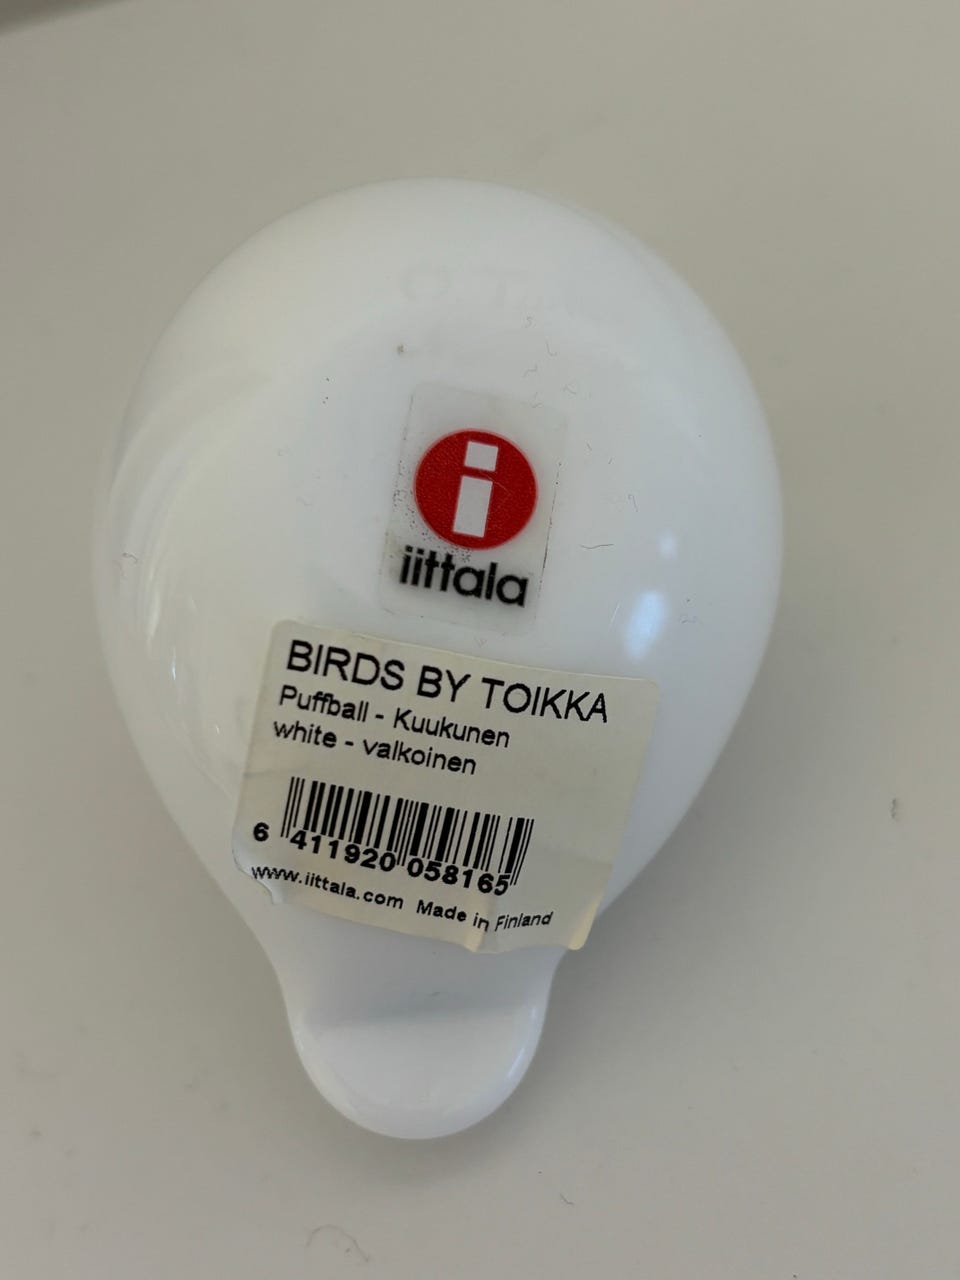 i
iittala
BIRDS BY TOIKKA
Puffball - Kuukunen
white - valkoinen
6 411920 058165
www.iittala.com Made in Finland